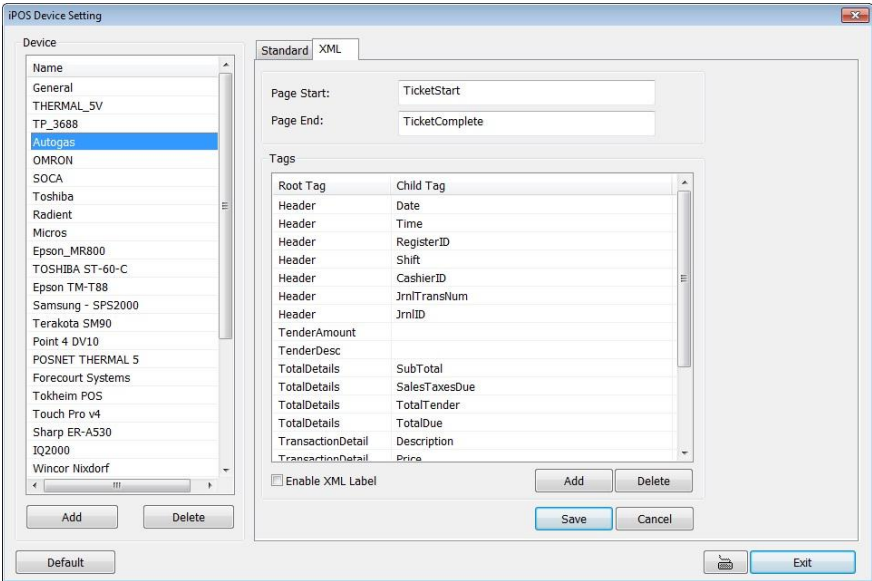 iPOS Device Setting
Device
Name
General
THERMAL_5V
TP_3688
Autogas
OMRON
SOCA
Toshiba
Radient
Micros
Epson_MR800
TOSHIBA ST-60-C
Epson TM-T88
Samsung - SPS2000
Terakota SM90
Point 4 DV10
POSNET THERMAL 5
Forecourt Systems
Tokheim POS
Touch Pro v4
Sharp ER-A530
IQ2000
Wincor Nixdorf
Add Delete
Default
Standard XML
Page Start: TicketStart
Page End: TicketComplete
Tags
Root Tag Child Tag
Header Date
Header Time
Header RegisterID
Header Shift
Header CashierID
Header JrnlTransNum
Header JrnlID
TenderAmount
TenderDesc
TotalDetails SubTotal
TotalDetails SalesTaxesDue
TotalDetails TotalTender
TotalDetails TotalDue
TransactionDetail Description
TransactionDetail Price
Enable XML Label Add Delete
Save Cancel
Exit